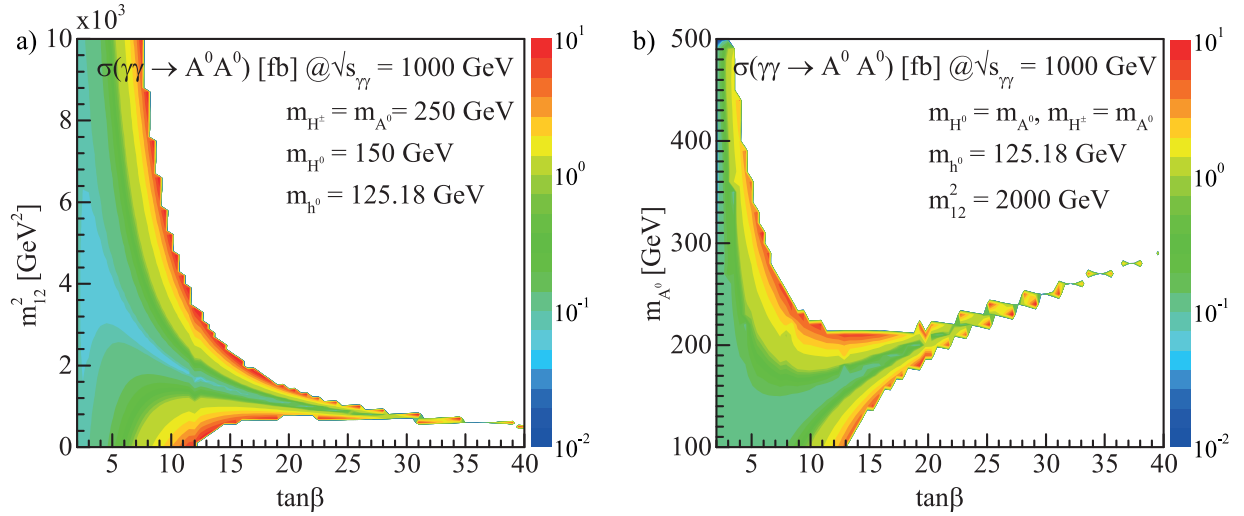 ×10³
a)
10
8
6
4
2
0
m²₁₂ [GeV²]
σ(γγ → A⁰A⁰) [fb] @√s_γγ = 1000 GeV
m_H± = m_A⁰ = 250 GeV
m_H⁰ = 150 GeV
m_h⁰ = 125.18 GeV
5 10 15 20 25 30 35 40
tanβ
10¹
10⁰
10⁻¹
10⁻²
b)
500
400
300
200
100
m_A⁰ [GeV]
σ(γγ → A⁰ A⁰) [fb] @√s_γγ = 1000 GeV
m_H⁰ = m_A⁰, m_H± = m_A⁰
m_h⁰ = 125.18 GeV
m²₁₂ = 2000 GeV
5 10 15 20 25 30 35 40
tanβ
10¹
10⁰
10⁻¹
10⁻²